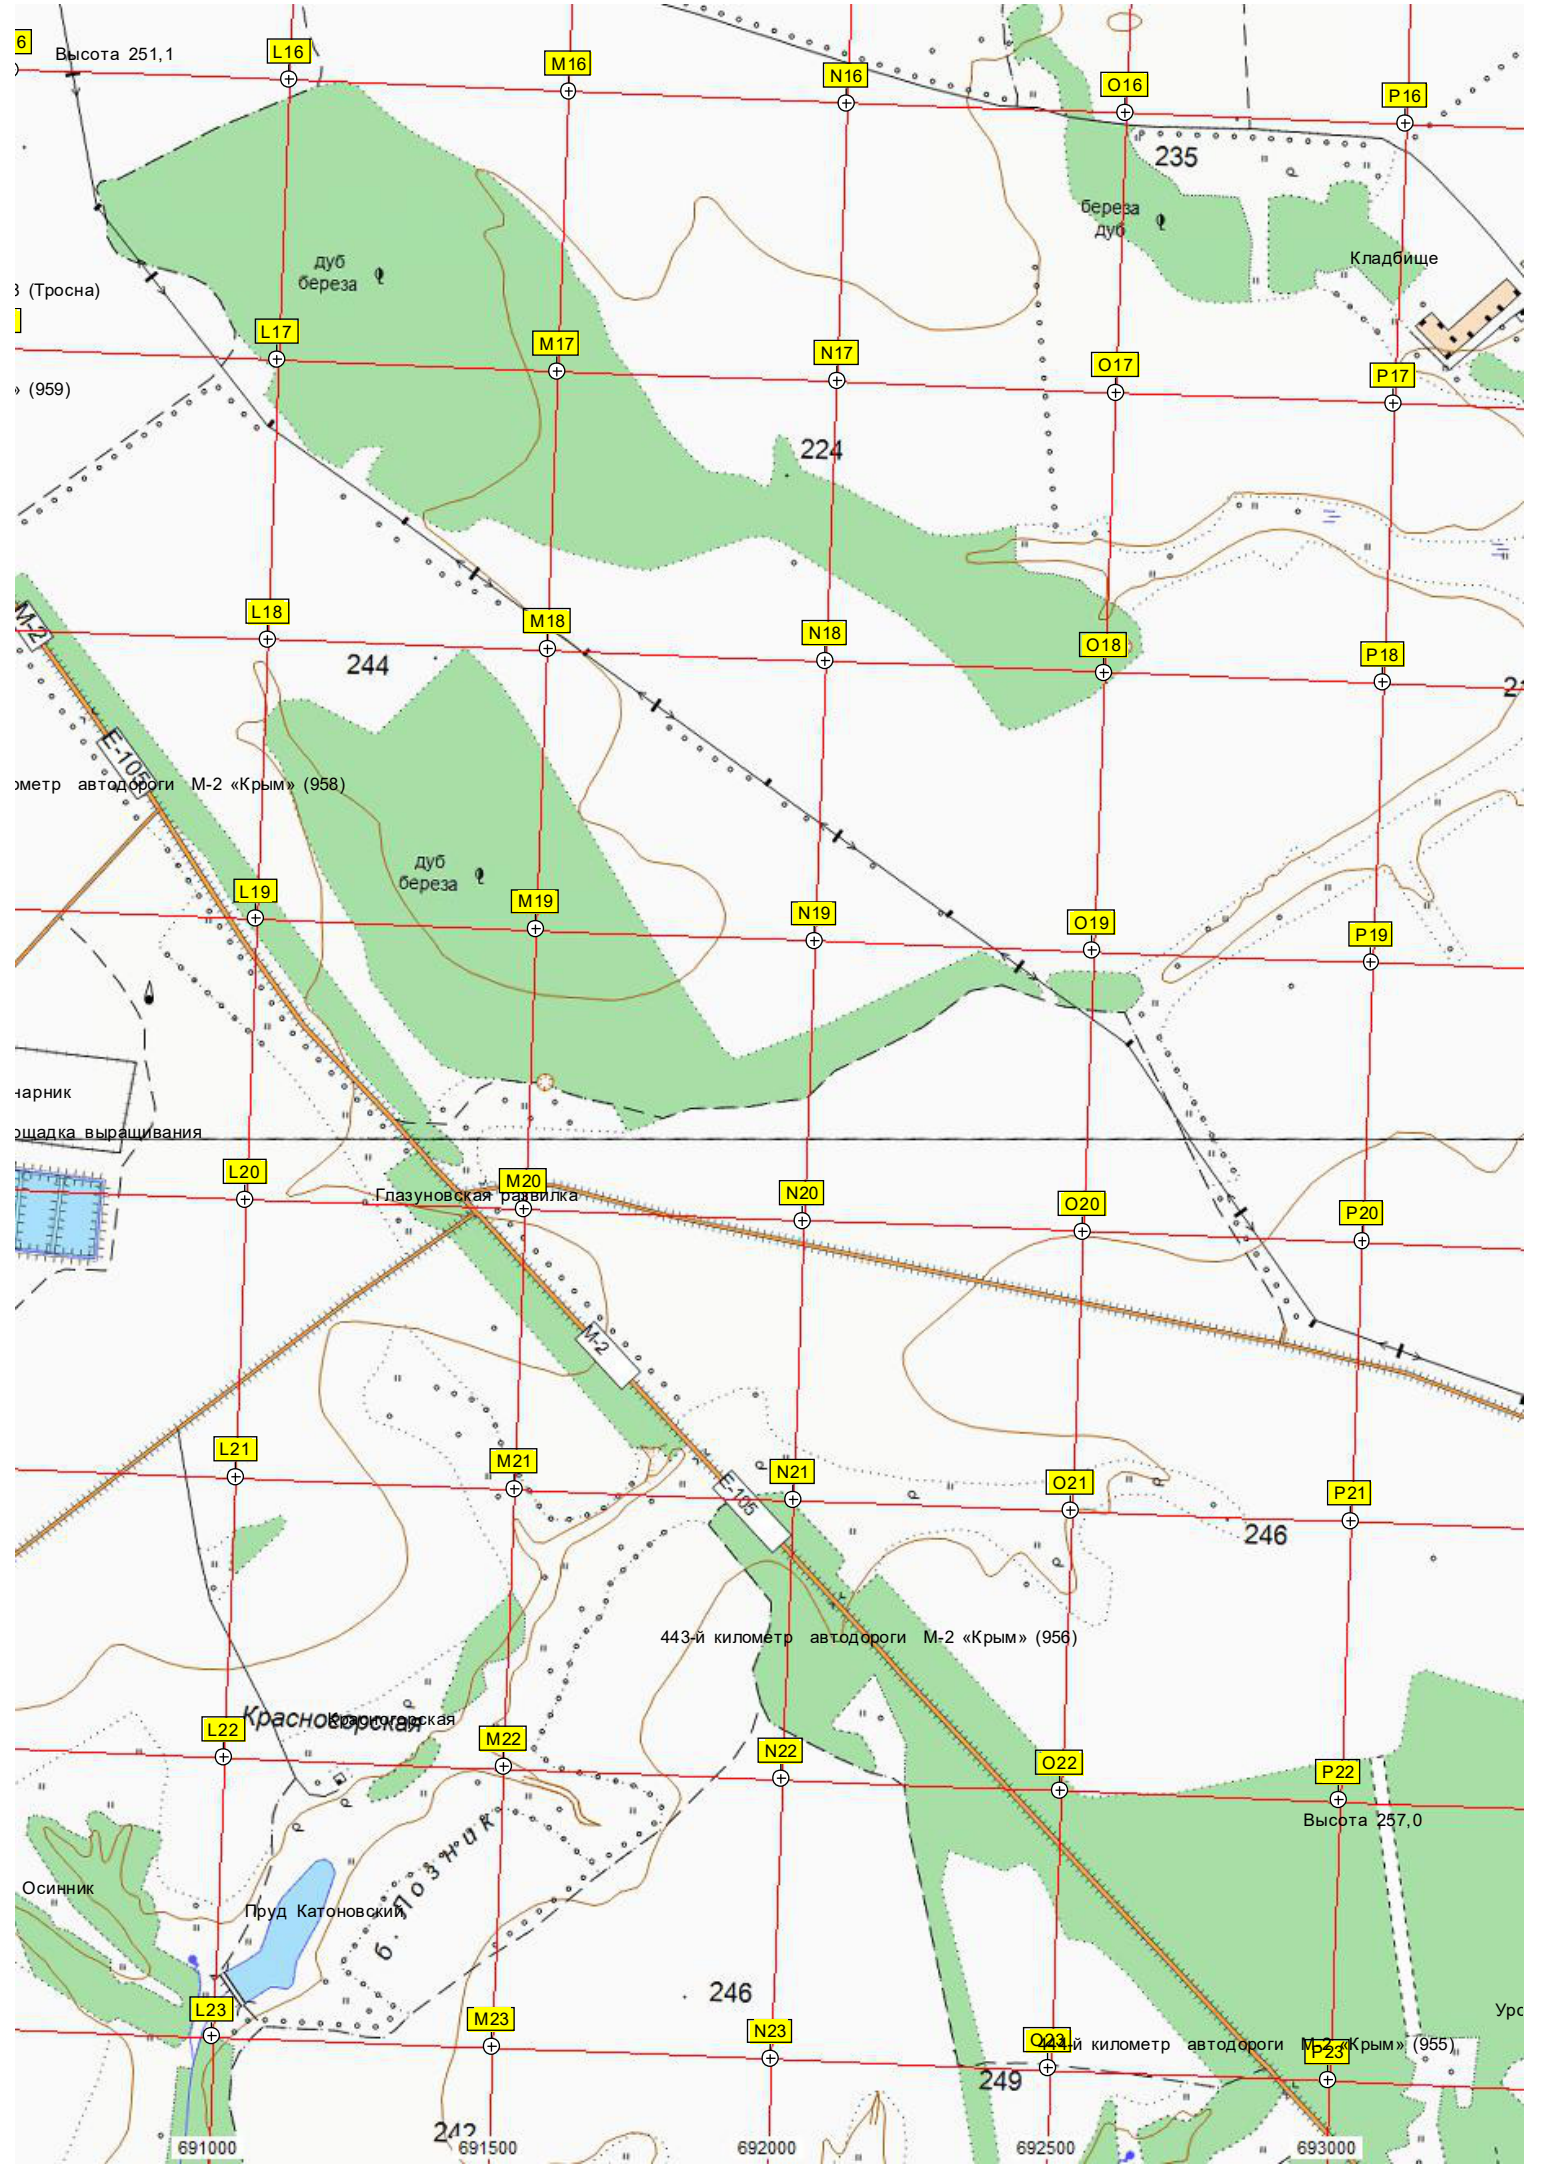 6
Высота 251,1
L16
M16
N16
O16
P16
235
береза
дуб
Кладбище
дуб
береза
(Тросна)
L17
M17
N17
O17
P17
(959)
224
L18
M18
N18
O18
P18
М-2
244
Е-105
автодороги М-2 «Крым» (958)
дуб
береза
L19
M19
N19
O19
P19
выращивания
L20
M20
N20
O20
P20
Глазуновская развилка
М-2
L21
M21
N21
O21
P21
Е-105
246
443-й километр автодороги М-2 «Крым» (956)
Красногорская
Красногорская
L22
M22
N22
O22
P22
Высота 257,0
б. Позник
Осинник
Пруд Катоновский
246
L23
M23
N23
O23
P23
444-й километр автодороги М-2 «Крым» (955)
249
242
691000
691500
692000
692500
693000